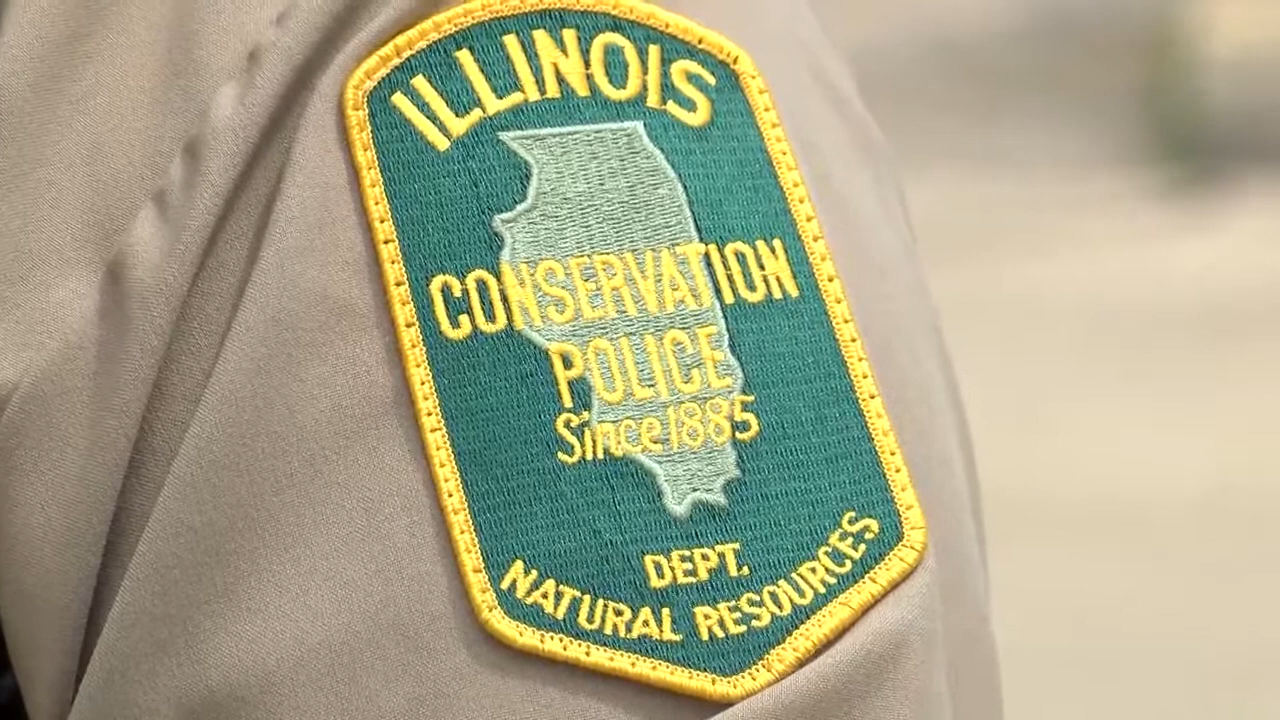 ILLINOIS
CONSERVATION
POLICE
Since 1885
DEPT.
NATURAL RESOURCES